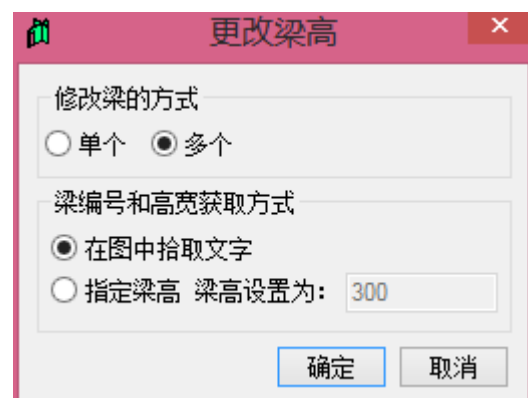 更改梁高
修改梁的方式
单个 多个
梁编号和高宽获取方式
在图中拾取文字
指定梁高 梁高设置为: 300
确定 取消